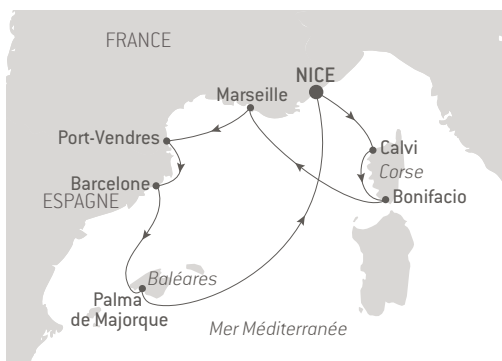 FRANCE
NICE
Marseille
Port-Vendres
Calvi
Corse
Barcelone
ESPAGNE
Bonifacio
Baléares
Palma
de Majorque
Mer Méditerranée